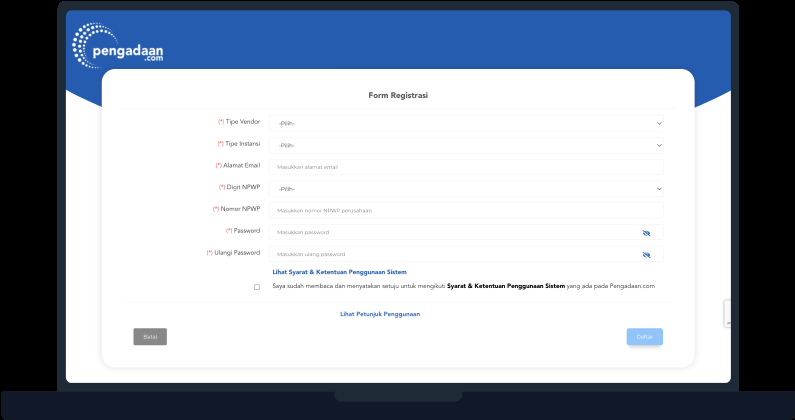 pengadaan
.com
Form Registrasi
(*) Tipe Vendor
-Pilih-
(*) Tipe Instansi
-Pilih-
(*) Alamat Email
Masukkan alamat email
(*) Digit NPWP
-Pilih-
(*) Nomor NPWP
Masukkan nomor NPWP perusahaan
(*) Password
Masukkan password
(*) Ulangi Password
Masukkan ulang password
Lihat Syarat & Ketentuan Penggunaan Sistem
Saya sudah membaca dan menyatakan setuju untuk mengikuti Syarat & Ketentuan Penggunaan Sistem yang ada pada Pengadaan.com
Lihat Petunjuk Penggunaan
Batal
Daftar